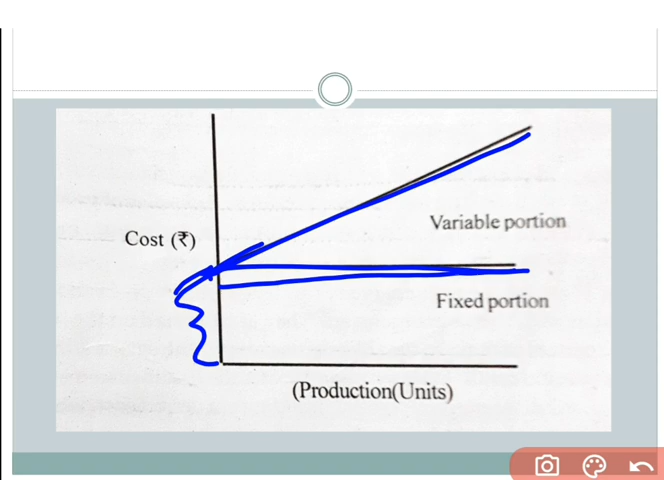 Variable portion
Cost (₹)
Fixed portion
(Production(Units)